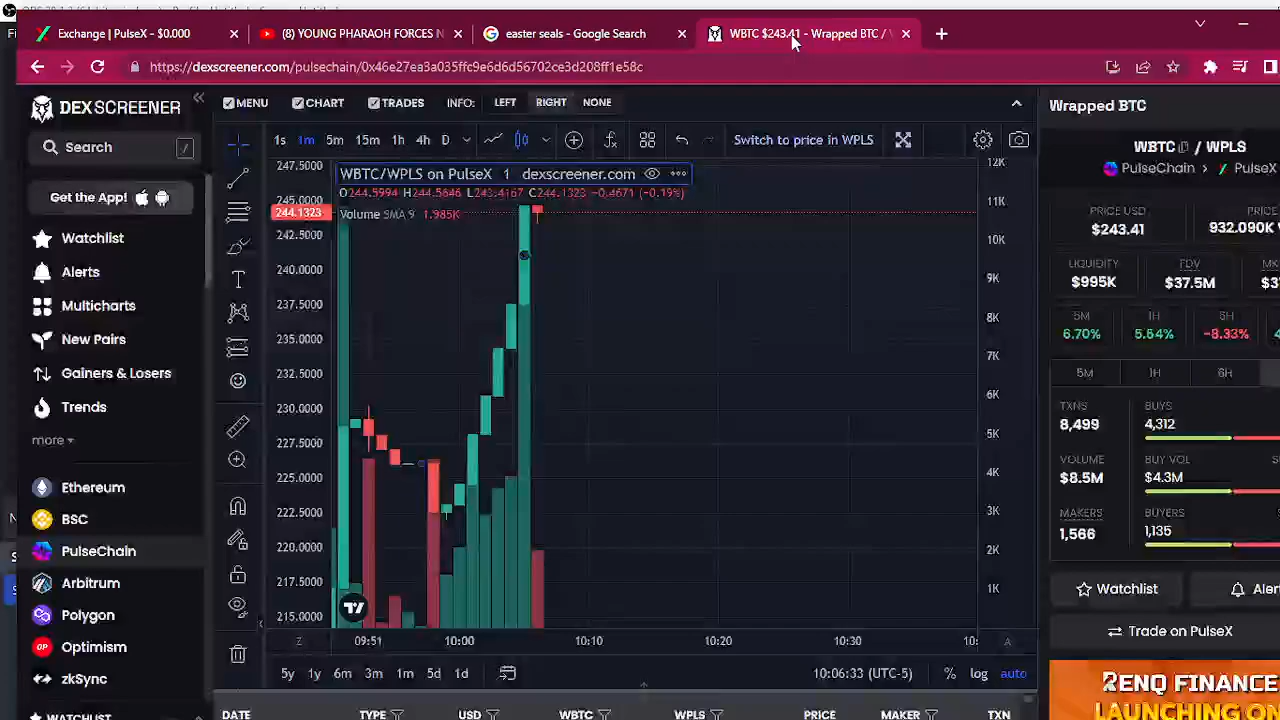 Exchange | PulseX - $0.000
(8) YOUNG PHARAOH FORCES N
easter seals - Google Search
WBTC $243.41 - Wrapped BTC / W
https://dexscreener.com/pulsechain/0x46e27ea3a035ffc9e6d6d56702ce3d208ff1e58c
DEXSCREENER
MENU CHART TRADES INFO: LEFT RIGHT NONE
Wrapped BTC
Search /
1s 1m 5m 15m 1h 4h D
Switch to price in WPLS
WBTC / WPLS
PulseChain > PulseX
Get the App!
WBTC/WPLS on PulseX 1 dexscreener.com
O244.5994 H244.5646 L243.4167 C244.1323 -0.4671 (-0.19%)
Volume SMA 9 1.985K
PRICE USD
$243.41
PRICE
932.090K
Watchlist
Alerts
Multicharts
New Pairs
Gainers & Losers
Trends
more
Ethereum
BSC
PulseChain
Arbitrum
Polygon
Optimism
zkSync
WATCHLIST
247.5000
245.0000
244.1323
242.5000
240.0000
237.5000
235.0000
232.5000
230.0000
227.5000
225.0000
222.5000
220.0000
217.5000
215.0000
12K
11K
10K
9K
8K
7K
6K
5K
4K
3K
2K
1K
Z 09:51 10:00 10:10 10:20 10:30 10: A
5y 1y 6m 3m 1m 5d 1d
10:06:33 (UTC-5) % log auto
LIQUIDITY
$995K
FDV
$37.5M
5M
6.70%
1H
5.54%
6H
-8.33%
5M 1H 6H
TXNS
8,499
BUYS
4,312
VOLUME
$8.5M
BUY VOL
$4.3M
MAKERS
1,566
BUYERS
1,135
Watchlist
Trade on PulseX
RENQ FINANCE
LAUNCHING ON
DATE TYPE USD WBTC WPLS PRICE MAKER TXN